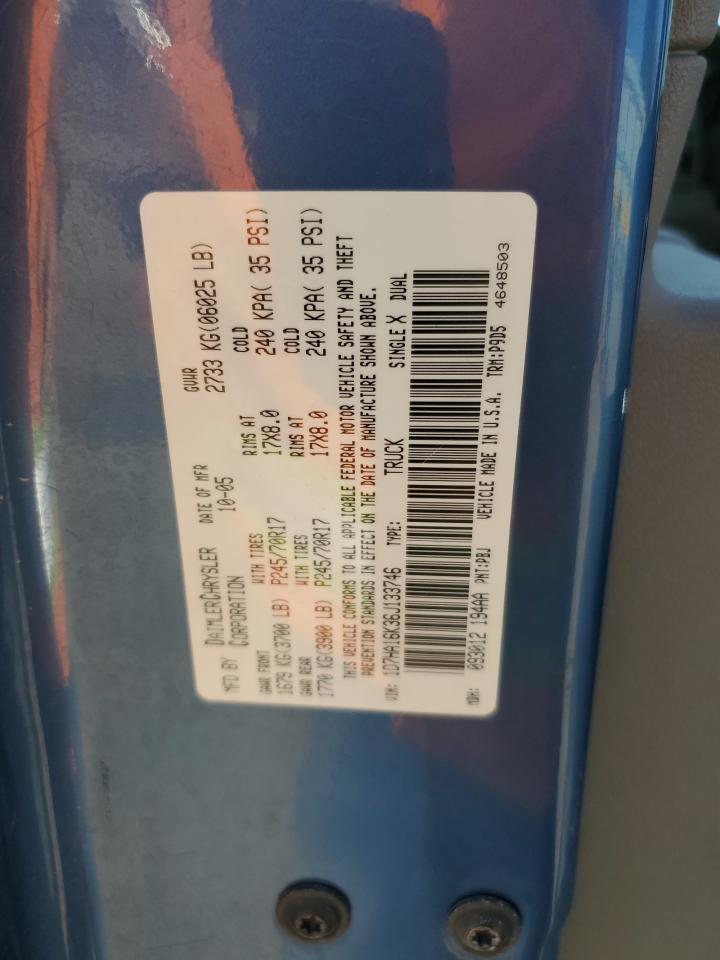 MFD BY DAIMLERCHRYSLER CORPORATION
DATE OF MFR 10-05
GVWR 2733 KG(06025 LB)
GAWR FRONT WITH TIRES RIMS AT COLD
1679 KG(3700 LB) P245/70R17 17X8.0 240 KPA( 35 PSI)
GAWR REAR WITH TIRES RIMS AT COLD
1770 KG(3900 LB) P245/70R17 17X8.0 240 KPA( 35 PSI)
THIS VEHICLE CONFORMS TO ALL APPLICABLE FEDERAL MOTOR VEHICLE SAFETY AND THEFT
PREVENTION STANDARDS IN EFFECT ON THE DATE OF MANUFACTURE SHOWN ABOVE.
VIN: 1D7HA16K36J133746 TYPE: TRUCK SINGLE X DUAL
MDH: 093012 194AA PNT:PBJ VEHICLE MADE IN U.S.A. TRM:P9D5
4648503